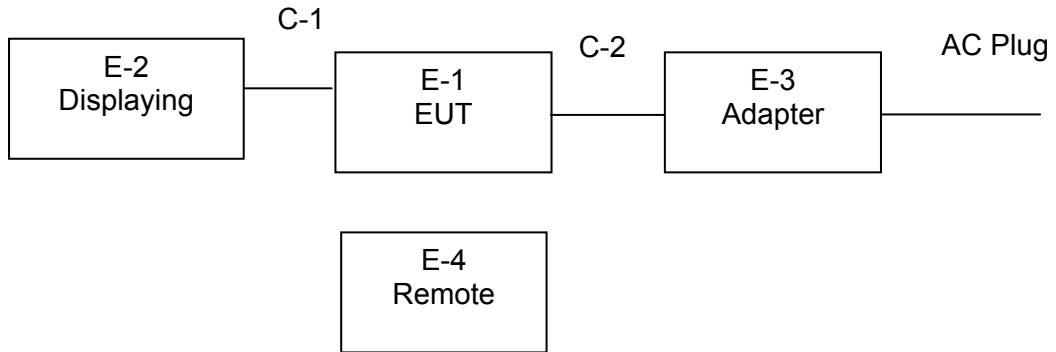 C-1
E-2
Displaying
E-1
EUT
C-2
E-3
Adapter
AC Plug
E-4
Remote